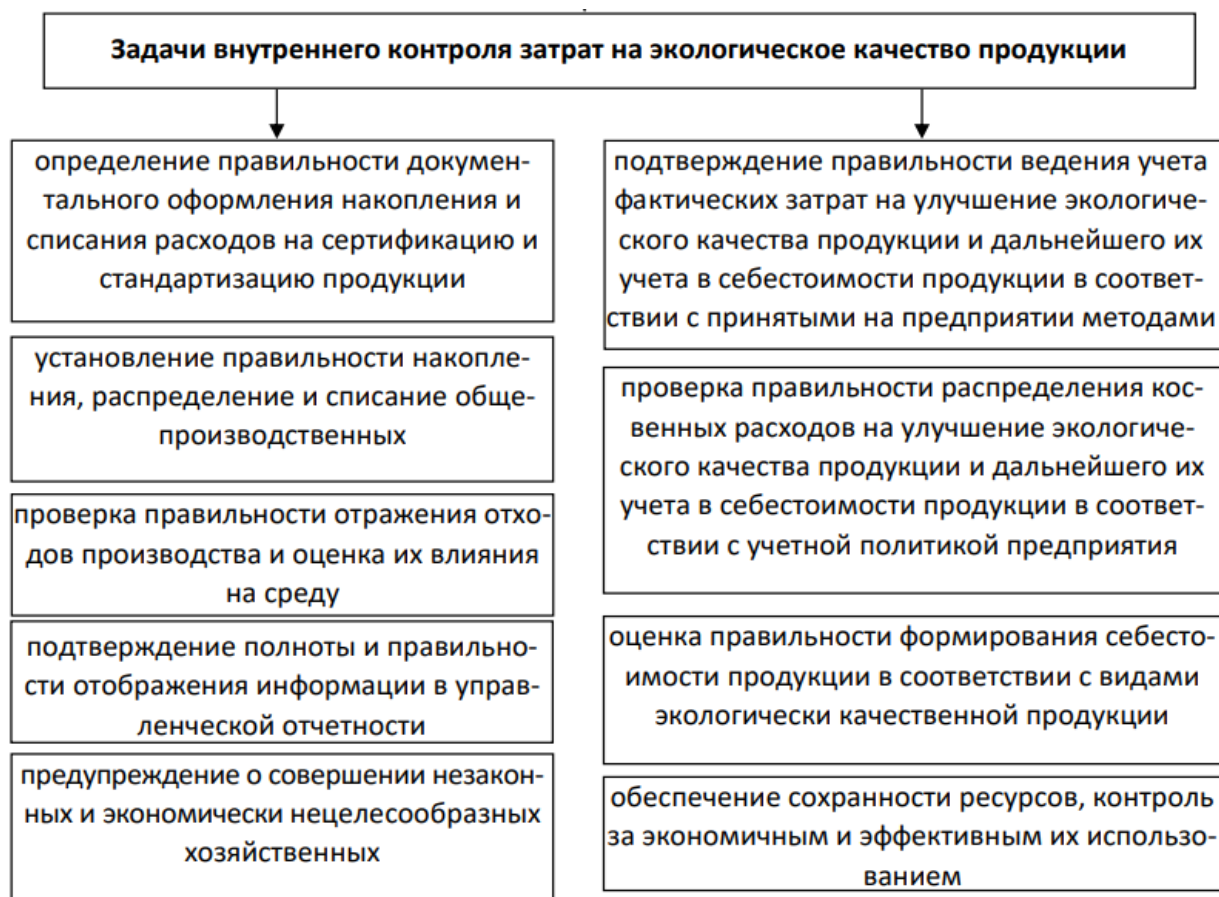 Задачи внутреннего контроля затрат на экологическое качество продукции
определение правильности докумен-
тального оформления накопления и
списания расходов на сертификацию и
стандартизацию продукции
установление правильности накопле-
ния, распределение и списание обще-
производственных
проверка правильности отражения отхо-
дов производства и оценка их влияния
на среду
подтверждение полноты и правильно-
сти отображения информации в управ-
ленческой отчетности
предупреждение о совершении незакон-
ных и экономически нецелесообразных
хозяйственных
подтверждение правильности ведения учета
фактических затрат на улучшение экологиче-
ского качества продукции и дальнейшего их
учета в себестоимости продукции в соответ-
ствии с принятыми на предприятии методами
проверка правильности распределения кос-
венных расходов на улучшение экологиче-
ского качества продукции и дальнейшего их
учета в себестоимости продукции в соответ-
ствии с учетной политикой предприятия
оценка правильности формирования себесто-
имости продукции в соответствии с видами
экологически качественной продукции
обеспечение сохранности ресурсов, контроль
за экономичным и эффективным их использо-
ванием